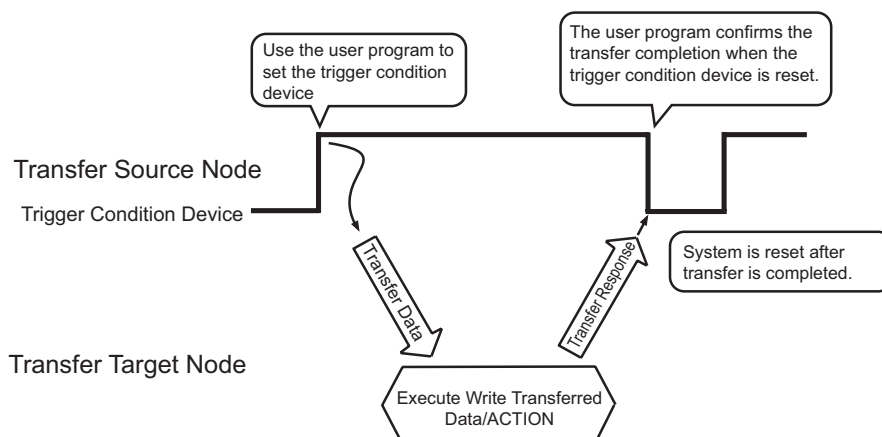 Use the user program to
set the trigger condition
device
The user program confirms the
transfer completion when the
trigger condition device is reset.
Transfer Source Node
Trigger Condition Device
Transfer Data
Transfer Response
System is reset after
transfer is completed.
Transfer Target Node
Execute Write Transferred
Data/ACTION